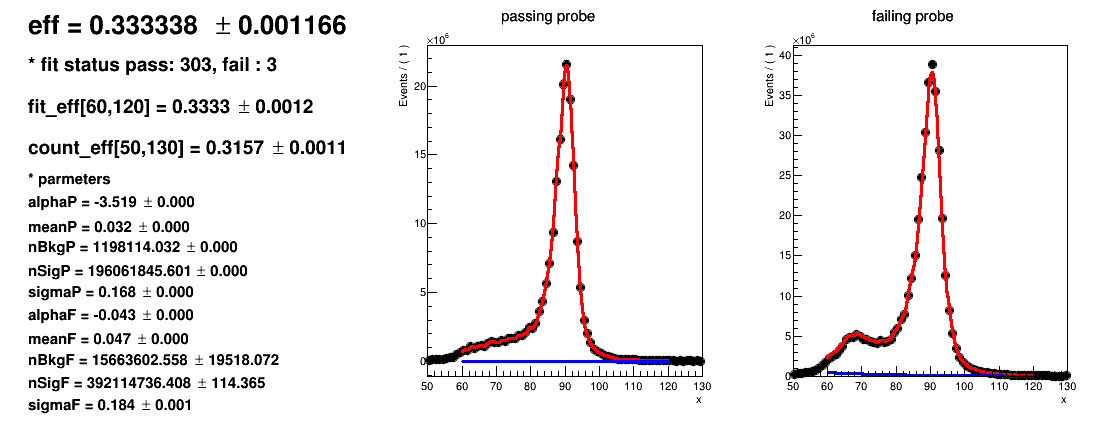 eff = 0.333338 ± 0.001166
* fit status pass: 303, fail : 3
fit_eff[60,120] = 0.3333 ± 0.0012
count_eff[50,130] = 0.3157 ± 0.0011
* parmeters
alphaP = -3.519 ± 0.000
meanP = 0.032 ± 0.000
nBkgP = 1198114.032 ± 0.000
nSigP = 196061845.601 ± 0.000
sigmaP = 0.168 ± 0.000
alphaF = -0.043 ± 0.000
meanF = 0.047 ± 0.000
nBkgF = 15663602.558 ± 19518.072
nSigF = 392114736.408 ± 114.365
sigmaF = 0.184 ± 0.001
passing probe
×10⁶
Events / ( 1 )
20
15
10
5
0
50 60 70 80 90 100 110 120 130
x
failing probe
×10⁶
Events / ( 1 )
40
35
30
25
20
15
10
5
0
50 60 70 80 90 100 110 120 130
x